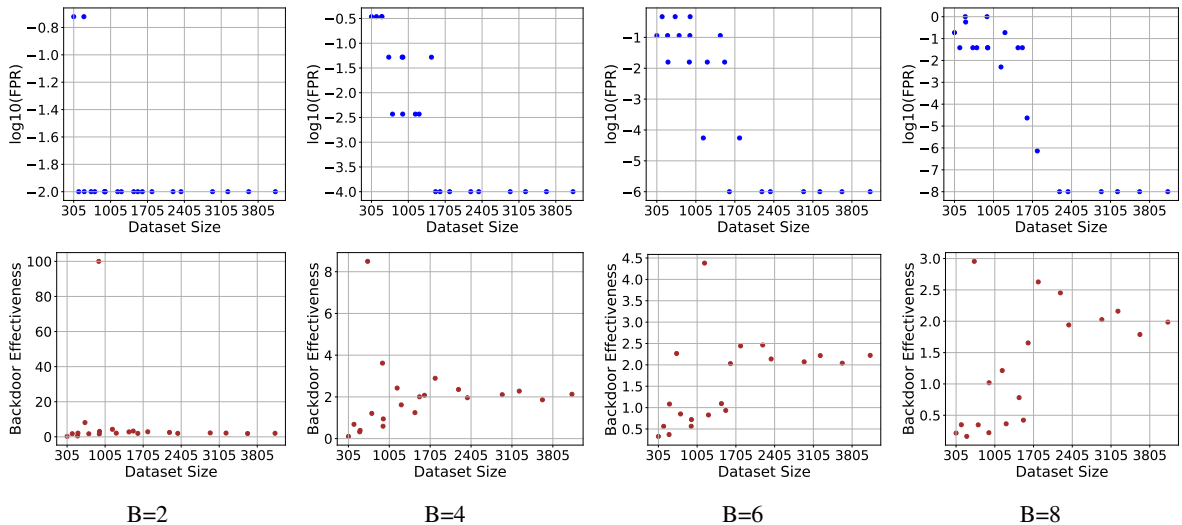 −0.8
−1.0
−1.2
−1.4
−1.6
−1.8
−2.0
log10(FPR)
305 1005 1705 2405 3105 3805
Dataset Size
−0.5
−1.0
−1.5
−2.0
−2.5
−3.0
−3.5
−4.0
log10(FPR)
305 1005 1705 2405 3105 3805
Dataset Size
−1
−2
−3
−4
−5
−6
log10(FPR)
305 1005 1705 2405 3105 3805
Dataset Size
0
−1
−2
−3
−4
−5
−6
−7
−8
log10(FPR)
305 1005 1705 2405 3105 3805
Dataset Size
100
80
60
40
20
0
Backdoor Effectiveness
305 1005 1705 2405 3105 3805
Dataset Size
8
6
4
2
0
Backdoor Effectiveness
305 1005 1705 2405 3105 3805
Dataset Size
4.5
4.0
3.5
3.0
2.5
2.0
1.5
1.0
0.5
Backdoor Effectiveness
305 1005 1705 2405 3105 3805
Dataset Size
3.0
2.5
2.0
1.5
1.0
0.5
Backdoor Effectiveness
305 1005 1705 2405 3105 3805
Dataset Size
B=2 B=4 B=6 B=8